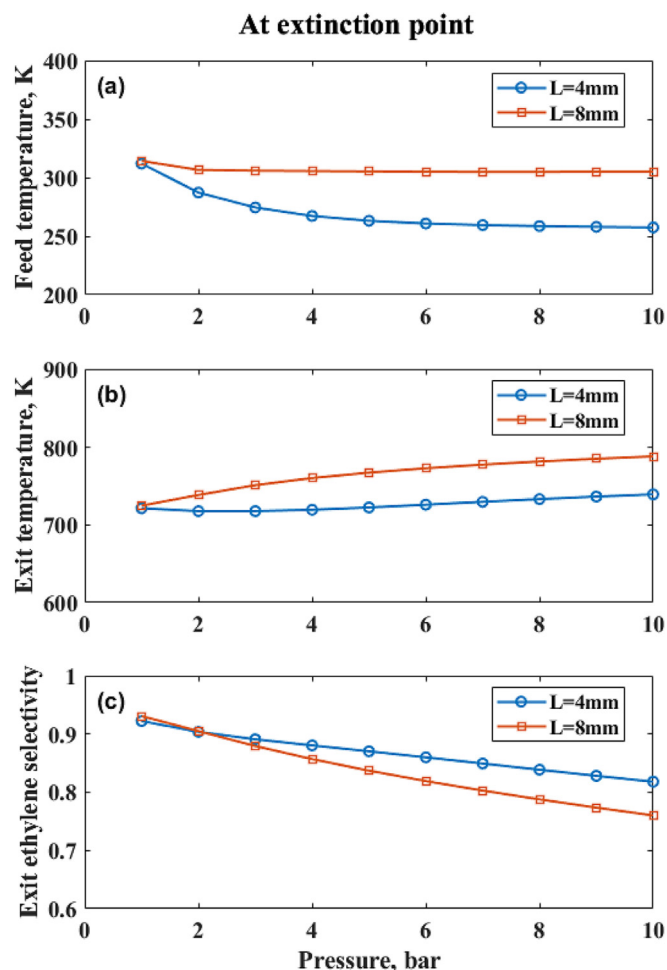 At extinction point
Feed temperature, K
400
350
300
250
200
(a)
L=4mm
L=8mm
0 2 4 6 8 10
Exit temperature, K
900
800
700
600
(b)
L=4mm
L=8mm
0 2 4 6 8 10
Exit ethylene selectivity
1
0.9
0.8
0.7
0.6
(c)
L=4mm
L=8mm
0 2 4 6 8 10
Pressure, bar